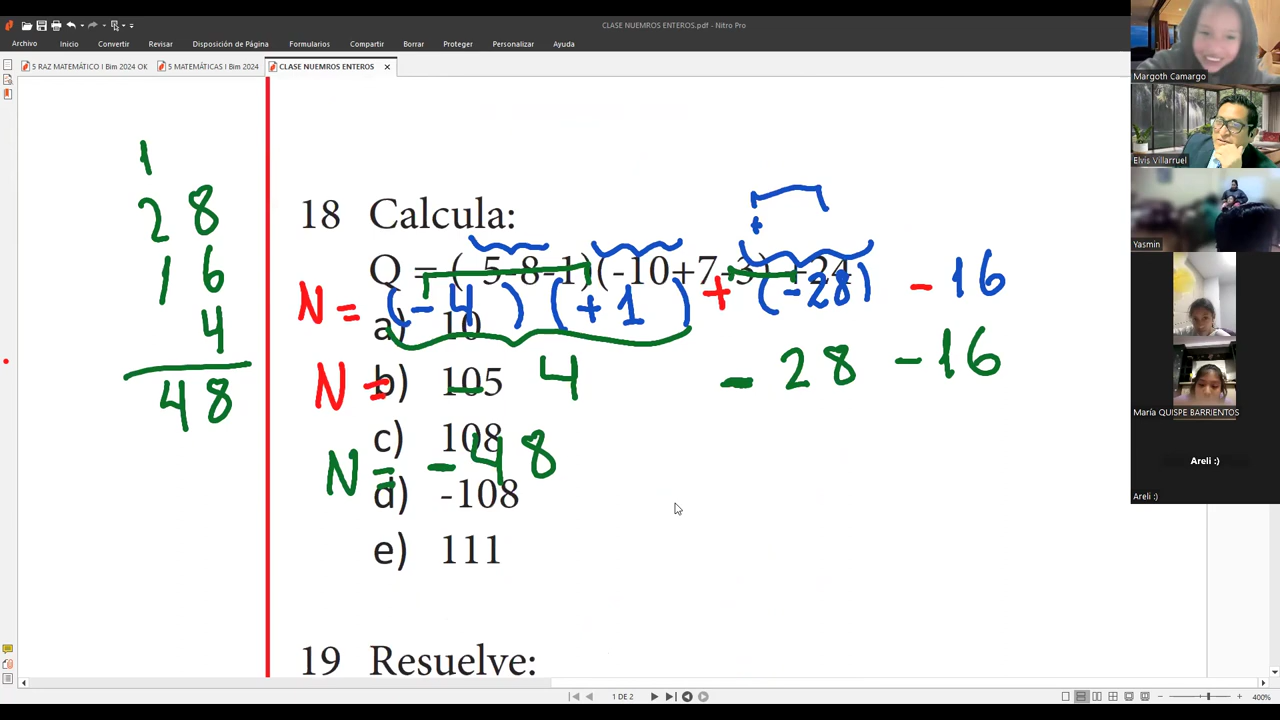 CLASE NUEMROS ENTEROS.pdf - Nitro Pro
Archivo Inicio Convertir Revisar Disposición de Página Formularios Compartir Borrar Proteger Personalizar Ayuda
5 RAZ MATEMÁTICO I Bim 2024 OK 5 MATEMÁTICAS I Bim 2024 CLASE NUEMROS ENTEROS
Margoth Camargo
Elvis Villarruel
Yasmin
María QUISPE BARRIENTOS
Areli :)
Areli :)
1
28
16
4
48
18 Calcula:
Q = (-5-8-1)(-10+7-3) +24
N = (-4) (+1) + (-28) - 16
+
a) 10
N = - 4 - 28 - 16
b) 105
c) 108
N = - 48
d) -108
e) 111
19 Resuelve:
1 DE 2
400%